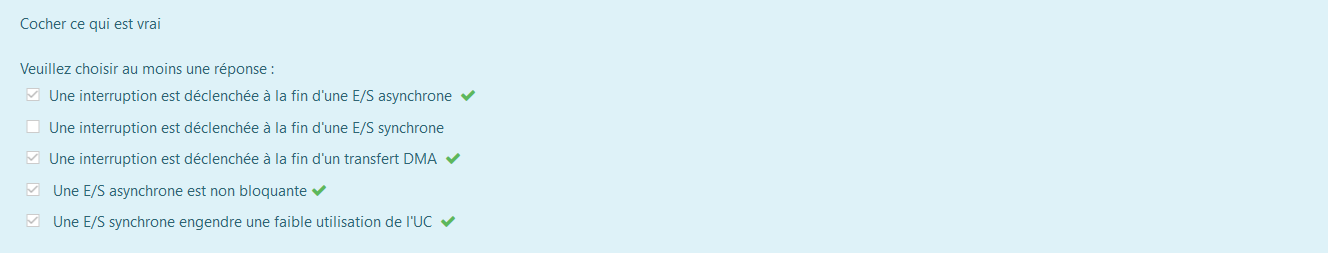 Cocher ce qui est vrai
Veuillez choisir au moins une réponse :
Une interruption est déclenchée à la fin d'une E/S asynchrone
Une interruption est déclenchée à la fin d'une E/S synchrone
Une interruption est déclenchée à la fin d'un transfert DMA
Une E/S asynchrone est non bloquante
Une E/S synchrone engendre une faible utilisation de l'UC